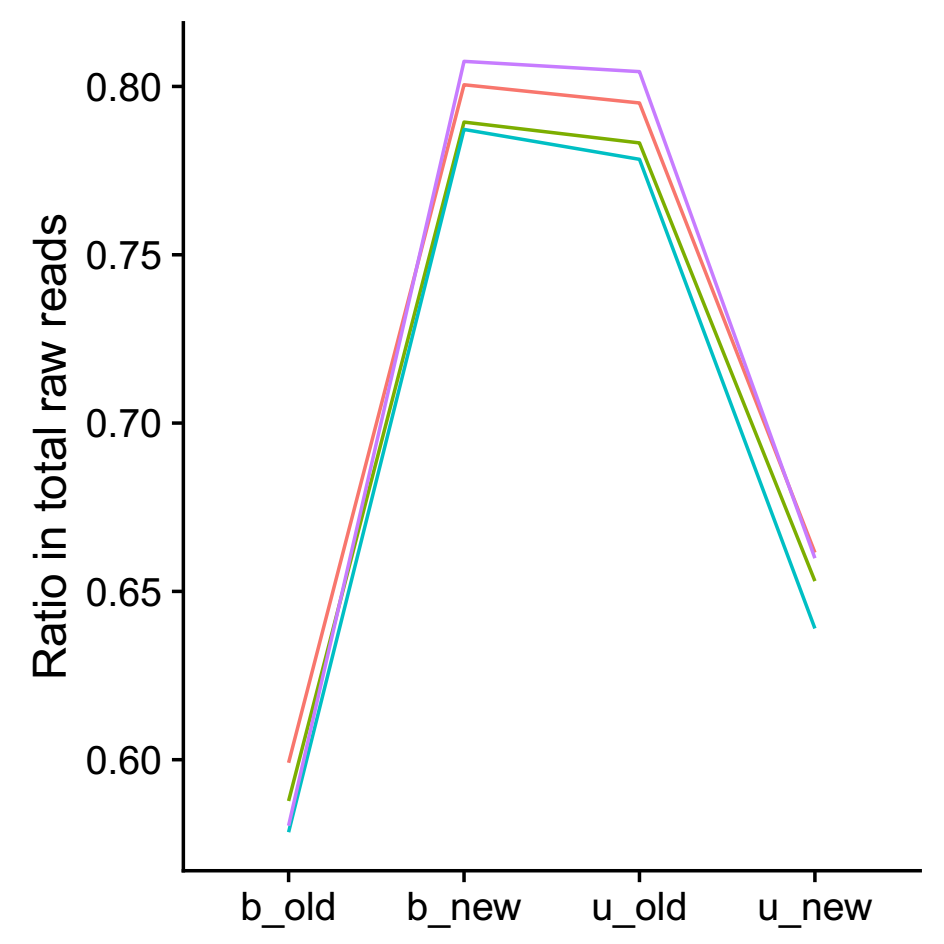 Ratio in total raw reads
0.80
0.75
0.70
0.65
0.60
b_old b_new u_old u_new